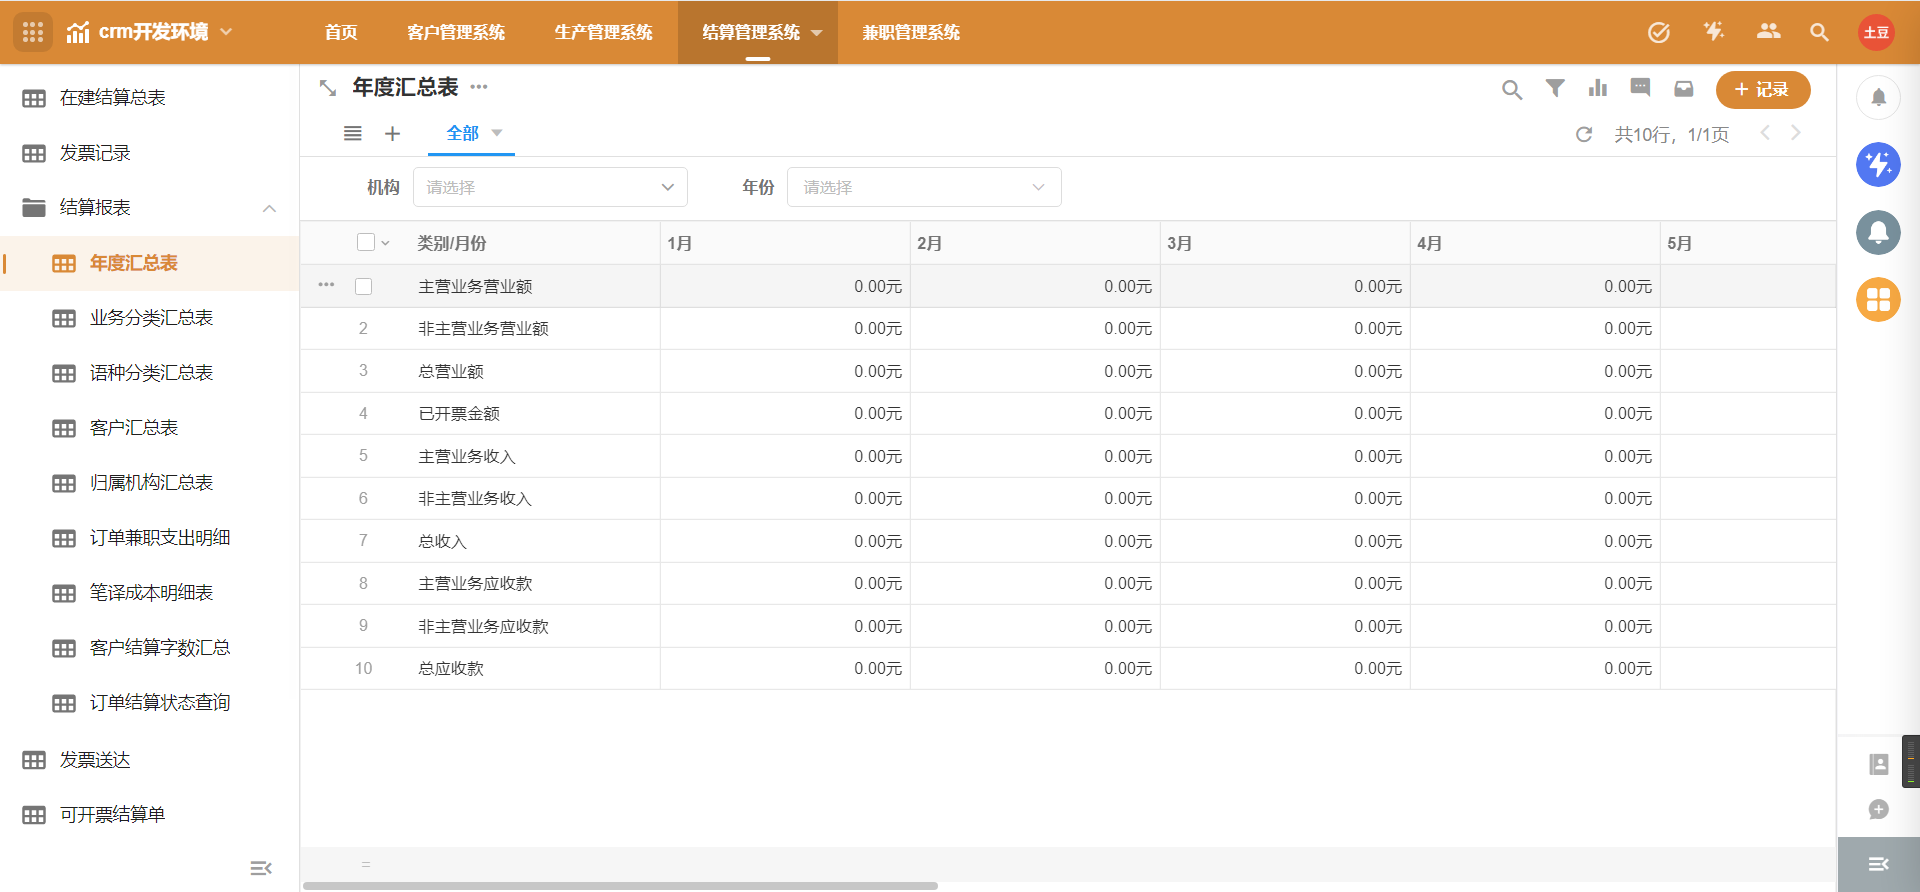 crm开发环境 首页 客户管理系统 生产管理系统 结算管理系统 兼职管理系统 土豆
在建结算总表
发票记录
结算报表
年度汇总表
业务分类汇总表
语种分类汇总表
客户汇总表
归属机构汇总表
订单兼职支出明细
笔译成本明细表
客户结算字数汇总
订单结算状态查询
发票送达
可开票结算单
年度汇总表 ··· + 记录
全部 共10行，1/1页
机构 请选择 年份 请选择
类别/月份 1月 2月 3月 4月 5月
主营业务营业额 0.00元 0.00元 0.00元 0.00元
2 非主营业务营业额 0.00元 0.00元 0.00元 0.00元
3 总营业额 0.00元 0.00元 0.00元 0.00元
4 已开票金额 0.00元 0.00元 0.00元 0.00元
5 主营业务收入 0.00元 0.00元 0.00元 0.00元
6 非主营业务收入 0.00元 0.00元 0.00元 0.00元
7 总收入 0.00元 0.00元 0.00元 0.00元
8 主营业务应收款 0.00元 0.00元 0.00元 0.00元
9 非主营业务应收款 0.00元 0.00元 0.00元 0.00元
10 总应收款 0.00元 0.00元 0.00元 0.00元
=